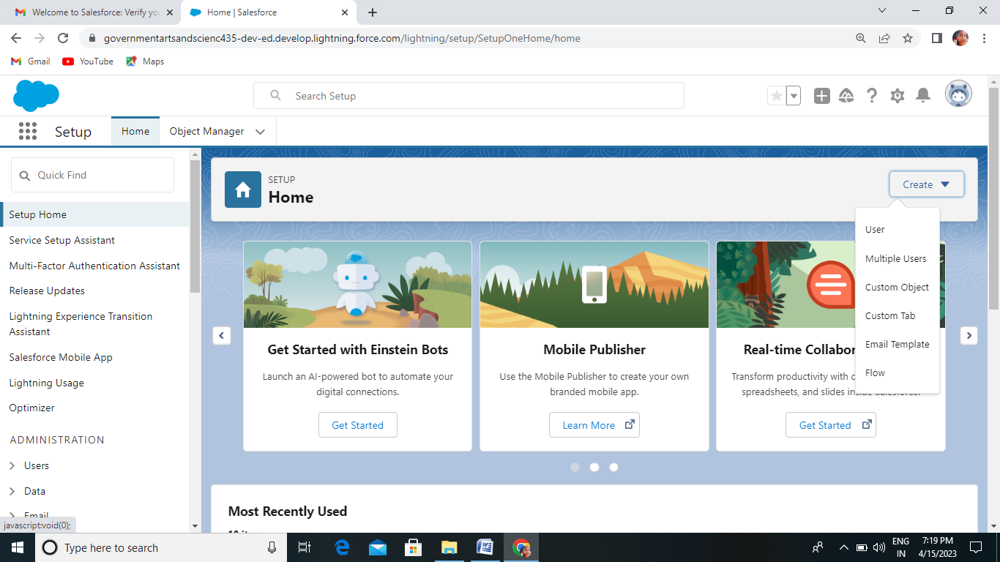 Welcome to Salesforce: Verify you
Home | Salesforce
governmentartsandscienc435-dev-ed.develop.lightning.force.com/lightning/setup/SetupOneHome/home
Gmail
YouTube
Maps
Search Setup
Setup
Home
Object Manager
Quick Find
Setup Home
Service Setup Assistant
Multi-Factor Authentication Assistant
Release Updates
Lightning Experience Transition
Assistant
Salesforce Mobile App
Lightning Usage
Optimizer
ADMINISTRATION
Users
Data
Email
javascript:void(0);
SETUP
Home
Create
User
Multiple Users
Custom Object
Custom Tab
Email Template
Flow
Get Started with Einstein Bots
Launch an AI-powered bot to automate your
digital connections.
Get Started
Mobile Publisher
Use the Mobile Publisher to create your own
branded mobile app.
Learn More
Real-time Collabor
Transform productivity with
spreadsheets, and slides inside Salesforce.
Get Started
Most Recently Used
Type here to search
ENG
IN
7:19 PM
4/15/2023